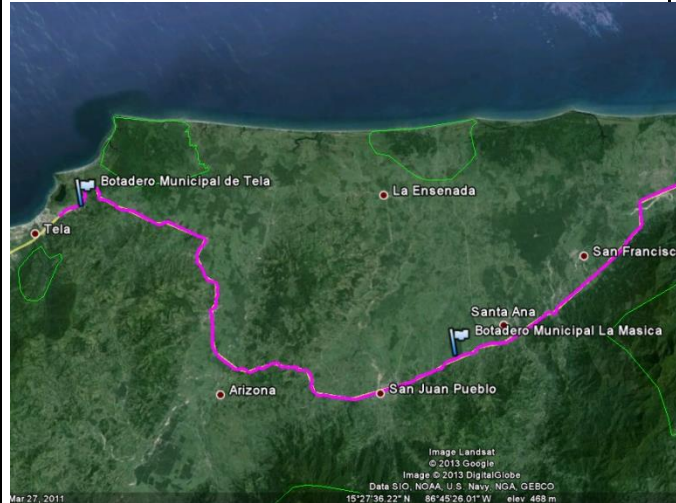 Botadero Municipal de Tela
La Ensenada
Tela
San Francisc
Santa Ana
Botadero Municipal La Masica
Arizona
San Juan Pueblo
Image Landsat
© 2013 Google
Image © 2013 DigitalGlobe
Data SIO, NOAA, U.S. Navy, NGA, GEBCO
Mar 27, 2011
15°27'36.22" N 86°45'26.01" W elev 468 m